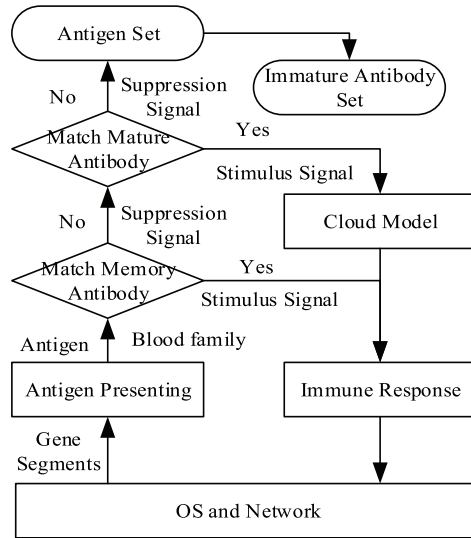 Antigen Set
Immature Antibody
Set
No
Suppression
Signal
Match Mature
Antibody
Yes
Stimulus Signal
Cloud Model
No
Suppression
Signal
Match Memory
Antibody
Yes
Stimulus Signal
Antigen
Blood family
Antigen Presenting
Immune Response
Gene
Segments
OS and Network